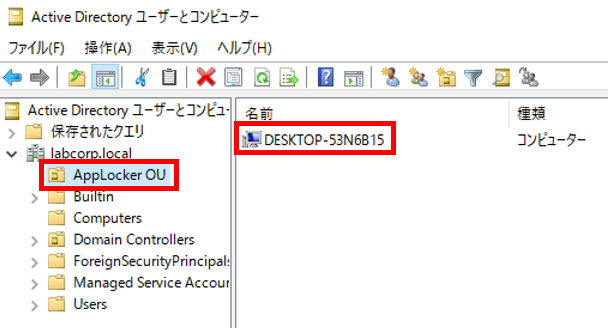 Active Directory ユーザーとコンピューター
ファイル(F) 操作(A) 表示(V) ヘルプ(H)
Active Directory ユーザーとコンピュ
名前 種類
保存されたクエリ
DESKTOP-53N6B15 コンピューター
labcorp.local
AppLocker OU
Builtin
Computers
Domain Controllers
ForeignSecurityPrincipals
Managed Service Accour
Users